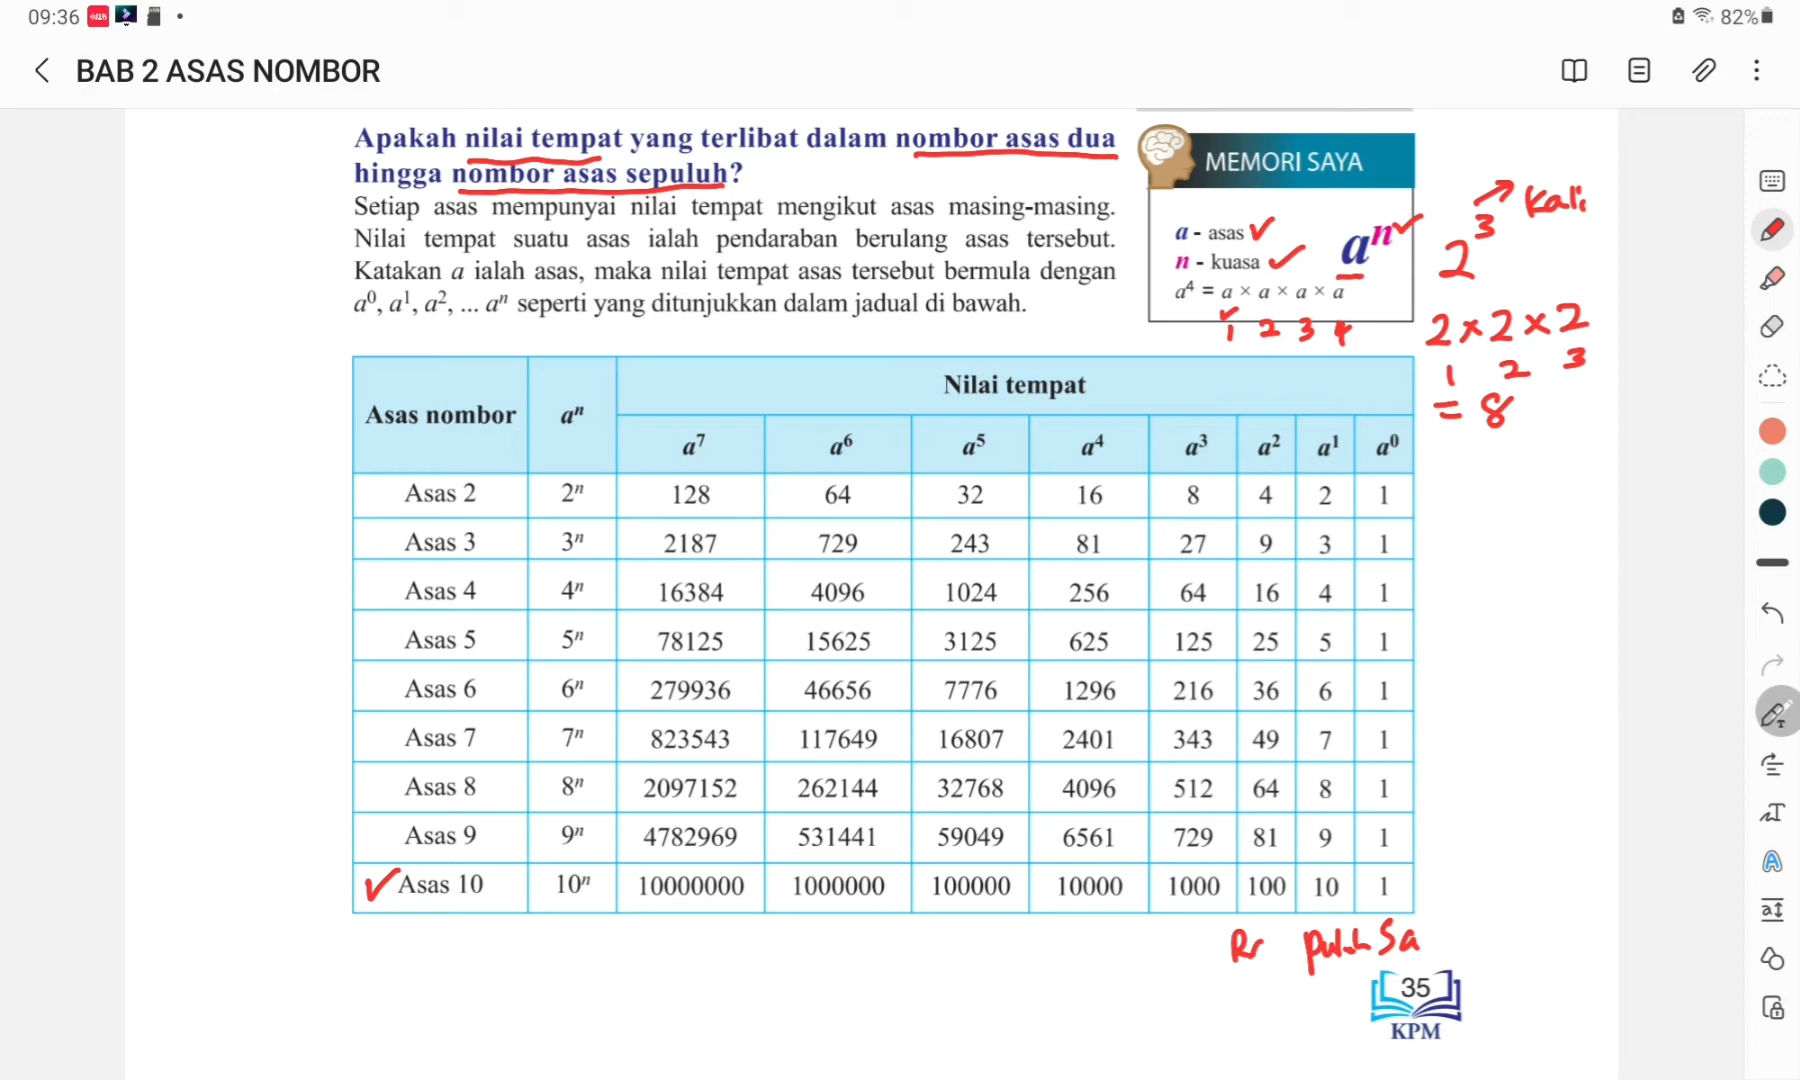 09:36
82%
BAB 2 ASAS NOMBOR
Apakah nilai tempat yang terlibat dalam nombor asas dua
hingga nombor asas sepuluh?
Setiap asas mempunyai nilai tempat mengikut asas masing-masing.
Nilai tempat suatu asas ialah pendaraban berulang asas tersebut.
Katakan a ialah asas, maka nilai tempat asas tersebut bermula dengan
a⁰, a¹, a², ... aⁿ seperti yang ditunjukkan dalam jadual di bawah.
MEMORI SAYA
a - asas
n - kuasa
aⁿ
a⁴ = a × a × a × a
1 2 3 4
2³ → Kali
2 × 2 × 2
1 2 3
= 8
Asas nombor aⁿ Nilai tempat
a⁷ a⁶ a⁵ a⁴ a³ a² a¹ a⁰
Asas 2 2ⁿ 128 64 32 16 8 4 2 1
Asas 3 3ⁿ 2187 729 243 81 27 9 3 1
Asas 4 4ⁿ 16384 4096 1024 256 64 16 4 1
Asas 5 5ⁿ 78125 15625 3125 625 125 25 5 1
Asas 6 6ⁿ 279936 46656 7776 1296 216 36 6 1
Asas 7 7ⁿ 823543 117649 16807 2401 343 49 7 1
Asas 8 8ⁿ 2097152 262144 32768 4096 512 64 8 1
Asas 9 9ⁿ 4782969 531441 59049 6561 729 81 9 1
Asas 10 10ⁿ 10000000 1000000 100000 10000 1000 100 10 1
Rr puluh Sa
35
KPM